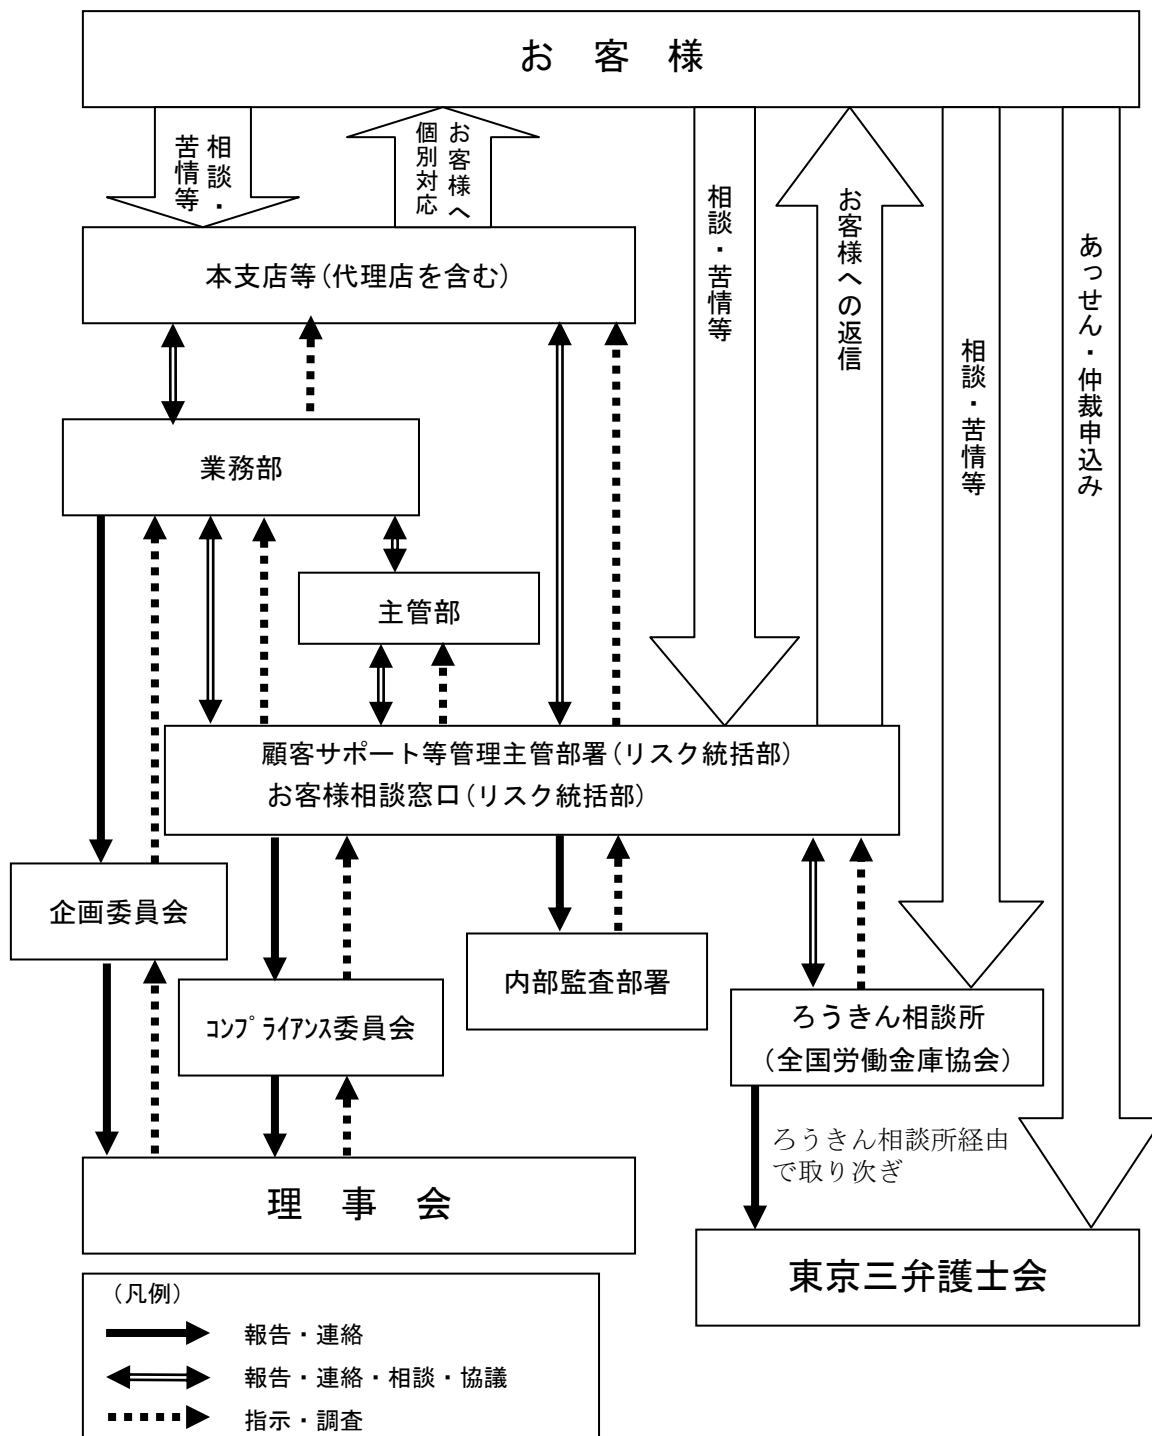 お 客 様
相談・
苦情等
お客様へ
個別対応
相談・苦情等
お客様への返信
相談・苦情等
あっせん・仲裁申込み
本支店等(代理店を含む)
業務部
主管部
顧客サポート等管理主管部署(リスク統括部)
お客様相談窓口(リスク統括部)
企画委員会
コンプライアンス委員会
内部監査部署
ろうきん相談所
(全国労働金庫協会)
ろうきん相談所経由
で取り次ぎ
理 事 会
東京三弁護士会
(凡例)
報告・連絡
報告・連絡・相談・協議
指示・調査